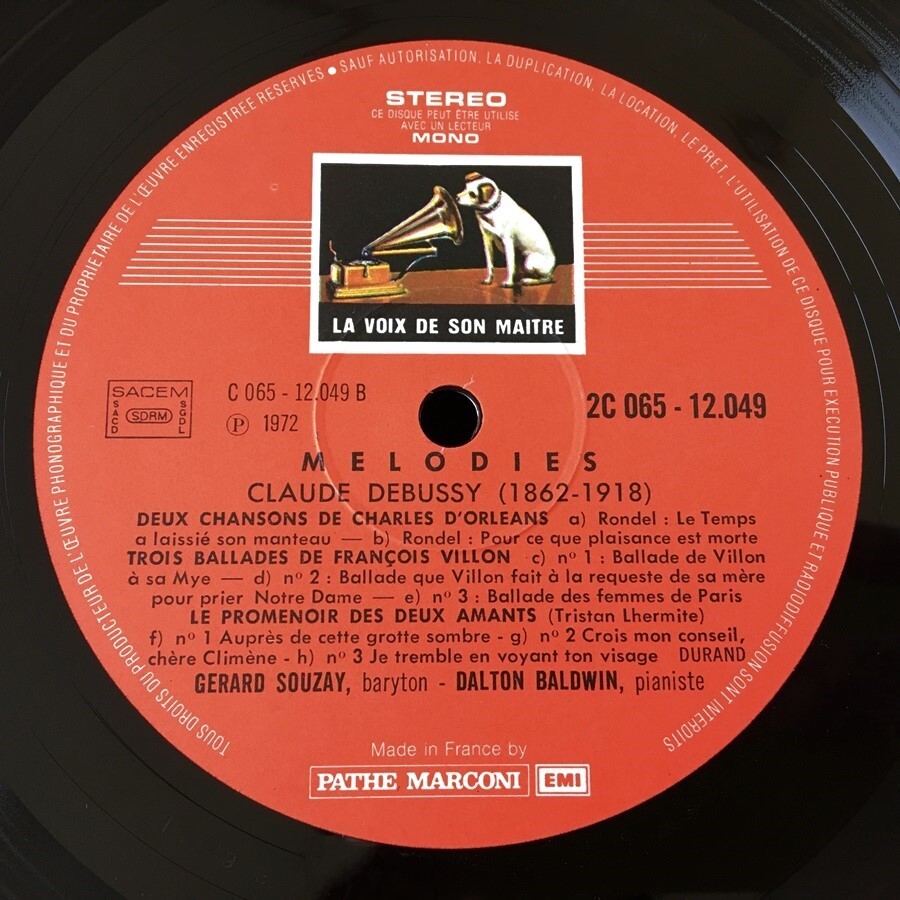 TOUS DROITS DU PRODUCTEUR DE L'ŒUVRE PHONOGRAPHIQUE ET DU PROPRIETAIRE DE L'ŒUVRE ENREGISTREE RESERVES ● SAUF AUTORISATION, LA DUPLICATION, LA LOCATION, LE PRET, L'UTILISATION DE CE DISQUE POUR EXECUTION PUBLIQUE ET RADIODIFFUSION SONT INTERDITS
STEREO
CE DISQUE PEUT ÊTRE UTILISE
AVEC UN LECTEUR
MONO
LA VOIX DE SON MAITRE
SACEM
SACD
SDRM
SGDL
C 065 - 12.049 B
Ⓟ 1972
2C 065 - 12.049
MELODIES
CLAUDE DEBUSSY (1862-1918)
DEUX CHANSONS DE CHARLES D'ORLEANS a) Rondel : Le Temps
a laissié son manteau — b) Rondel : Pour ce que plaisance est morte
TROIS BALLADES DE FRANÇOIS VILLON c) nº 1 : Ballade de Villon
à sa Mye — d) nº 2 : Ballade que Villon fait à la requeste de sa mère
pour prier Notre Dame — e) nº 3 : Ballade des femmes de Paris
LE PROMENOIR DES DEUX AMANTS (Tristan Lhermite)
f) nº 1 Auprès de cette grotte sombre - g) nº 2 Crois mon conseil,
chère Climène - h) nº 3 Je tremble en voyant ton visage DURAND
GERARD SOUZAY, baryton - DALTON BALDWIN, pianiste
Made in France by
PATHE MARCONI EMI